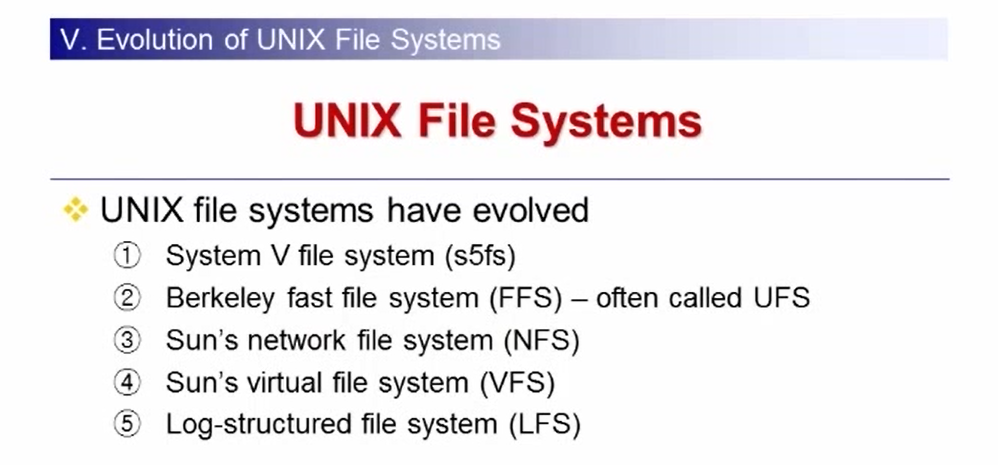 V. Evolution of UNIX File Systems
UNIX File Systems
❖ UNIX file systems have evolved
① System V file system (s5fs)
② Berkeley fast file system (FFS) – often called UFS
③ Sun's network file system (NFS)
④ Sun's virtual file system (VFS)
⑤ Log-structured file system (LFS)